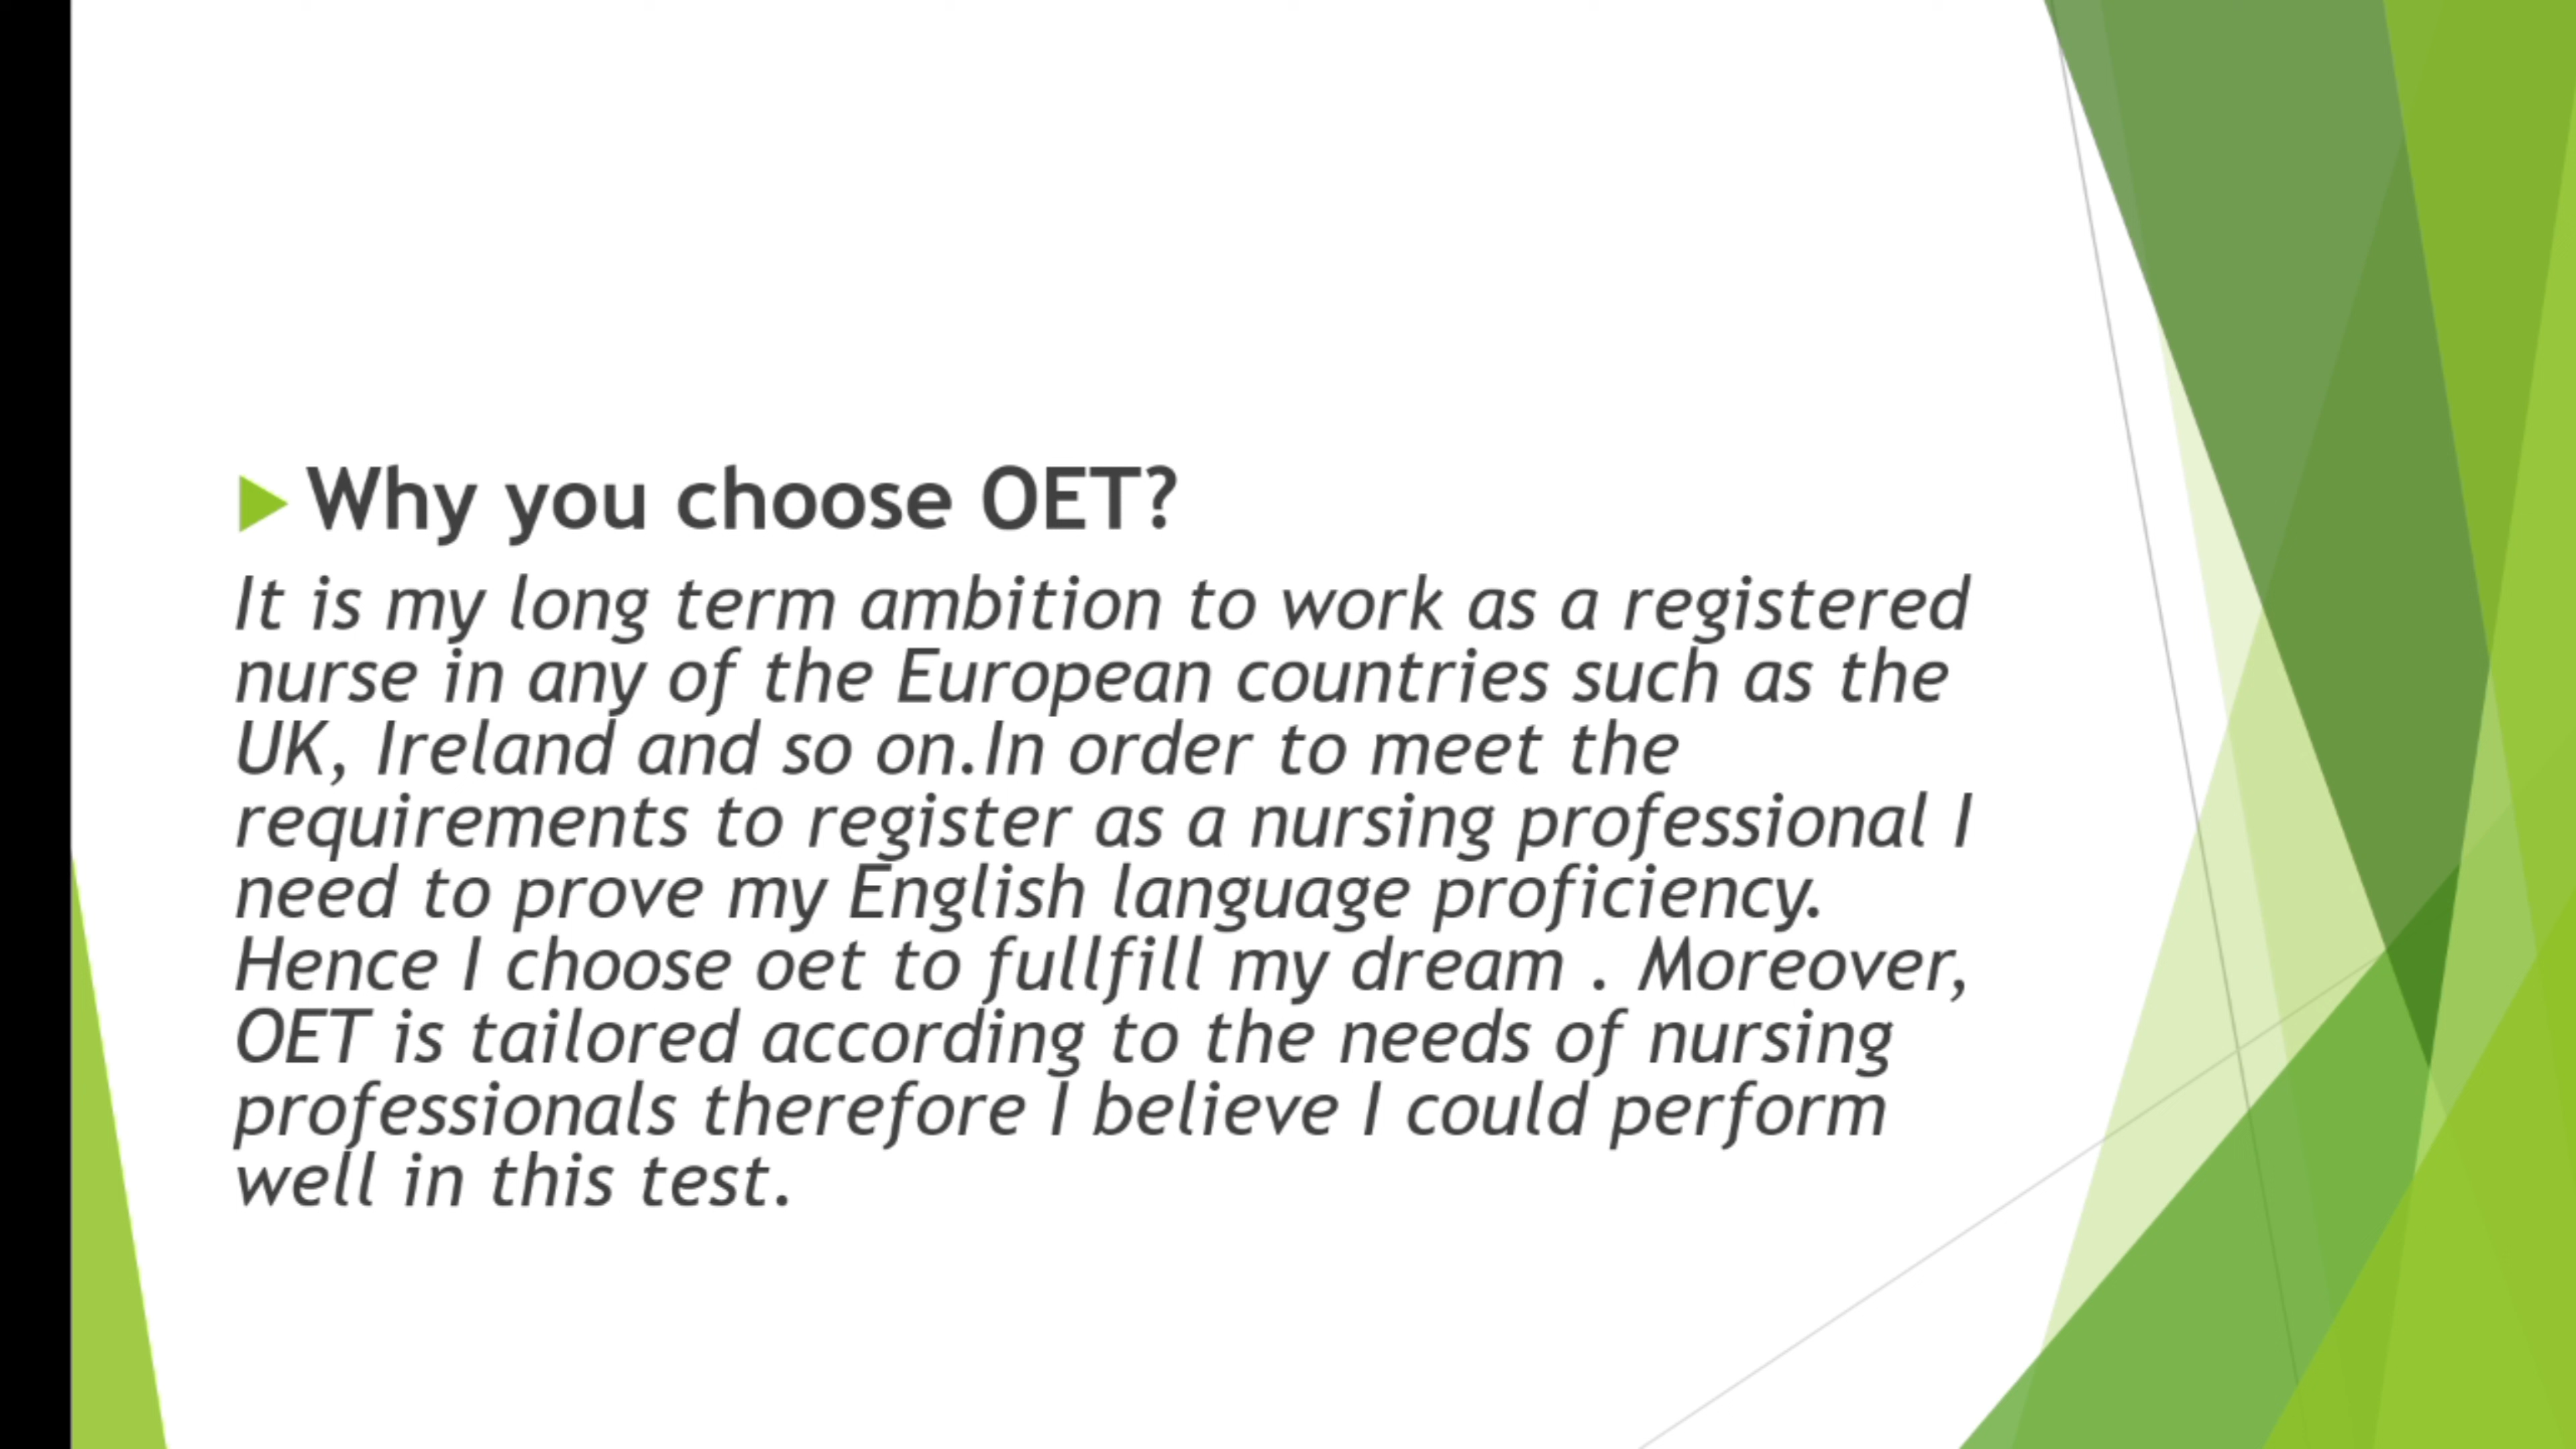 Why you choose OET?
It is my long term ambition to work as a registered
nurse in any of the European countries such as the
UK, Ireland and so on.In order to meet the
requirements to register as a nursing professional I
need to prove my English language proficiency.
Hence I choose oet to fullfill my dream . Moreover,
OET is tailored according to the needs of nursing
professionals therefore I believe I could perform
well in this test.